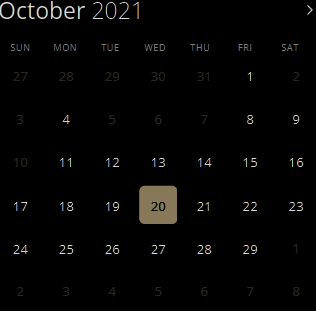 October 2021
SUN MON TUE WED THU FRI SAT
27 28 29 30 31 1 2
3 4 5 6 7 8 9
10 11 12 13 14 15 16
17 18 19 20 21 22 23
24 25 26 27 28 29 1
2 3 4 5 6 7 8